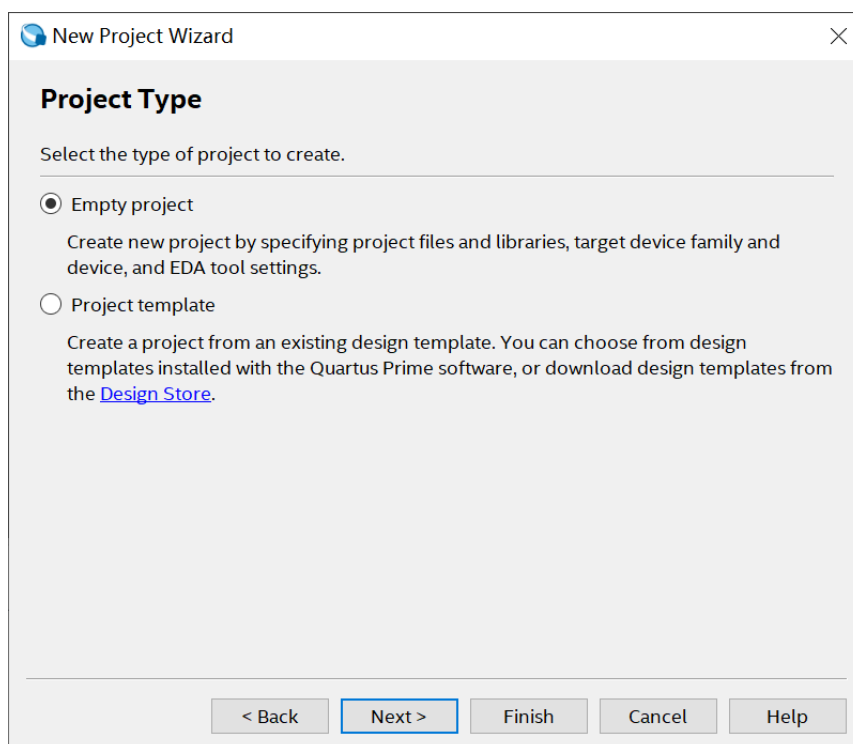 New Project Wizard
Project Type
Select the type of project to create.
Empty project
Create new project by specifying project files and libraries, target device family and
device, and EDA tool settings.
Project template
Create a project from an existing design template. You can choose from design
templates installed with the Quartus Prime software, or download design templates from
the Design Store.
< Back Next > Finish Cancel Help